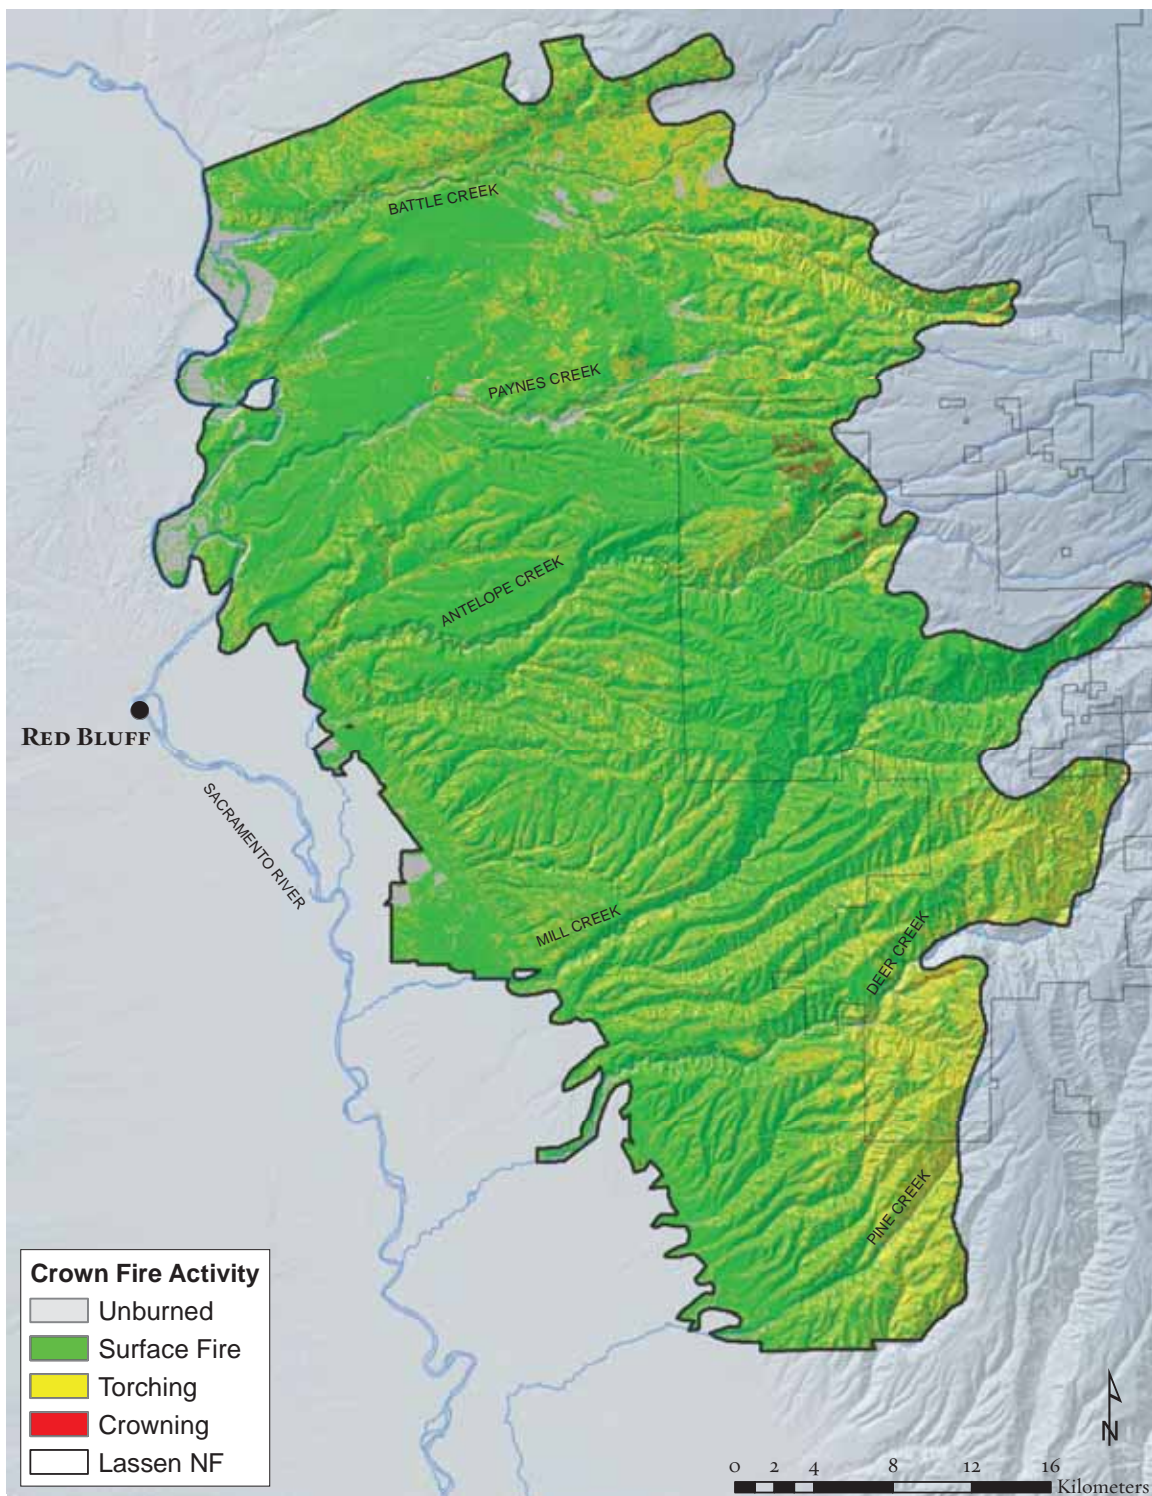 BATTLE CREEK
PAYNES CREEK
ANTELOPE CREEK
RED BLUFF
SACRAMENTO RIVER
MILL CREEK
DEER CREEK
PINE CREEK
Crown Fire Activity
Unburned
Surface Fire
Torching
Crowning
Lassen NF
N
0 2 4 8 12 16
Kilometers